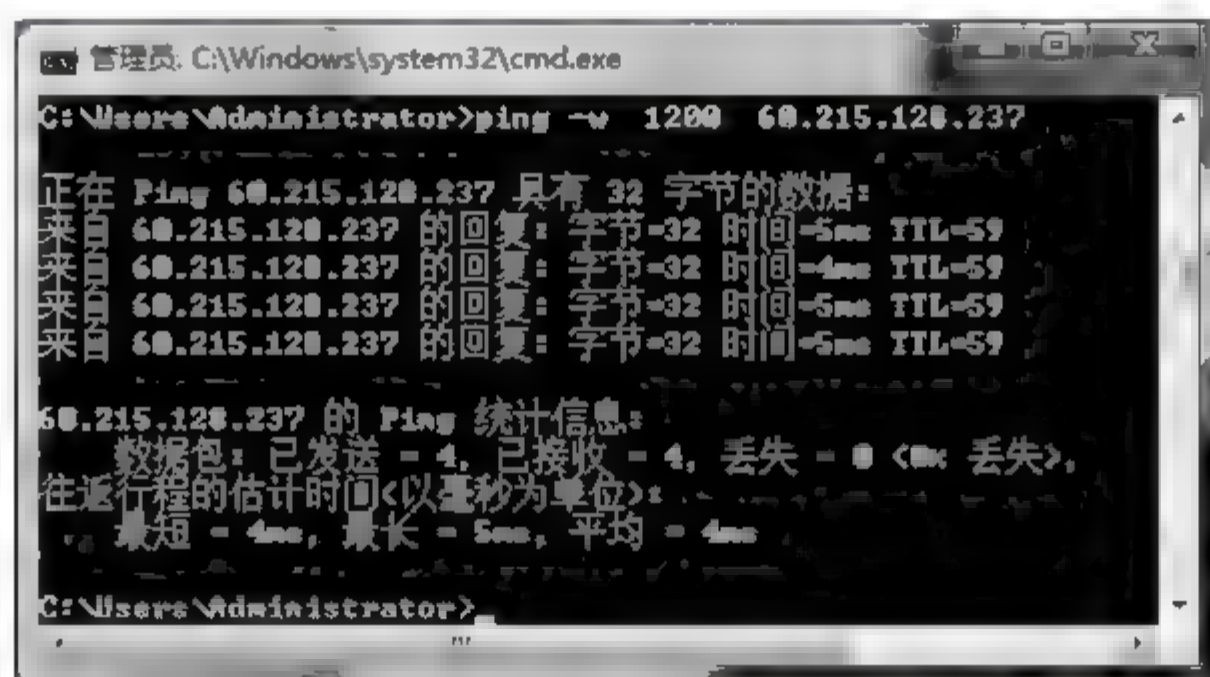 管理员: C:\Windows\system32\cmd.exe
C:\Users\Administrator>ping -w 1200 60.215.128.237
正在 Ping 60.215.128.237 具有 32 字节的数据:
来自 60.215.128.237 的回复: 字节=32 时间=5ms TTL=59
来自 60.215.128.237 的回复: 字节=32 时间=4ms TTL=59
来自 60.215.128.237 的回复: 字节=32 时间=5ms TTL=59
来自 60.215.128.237 的回复: 字节=32 时间=5ms TTL=59
60.215.128.237 的 Ping 统计信息:
数据包: 已发送 = 4, 已接收 = 4, 丢失 = 0 <0% 丢失>,
往返行程的估计时间<以毫秒为单位>:
最短 = 4ms, 最长 = 5ms, 平均 = 4ms
C:\Users\Administrator>_